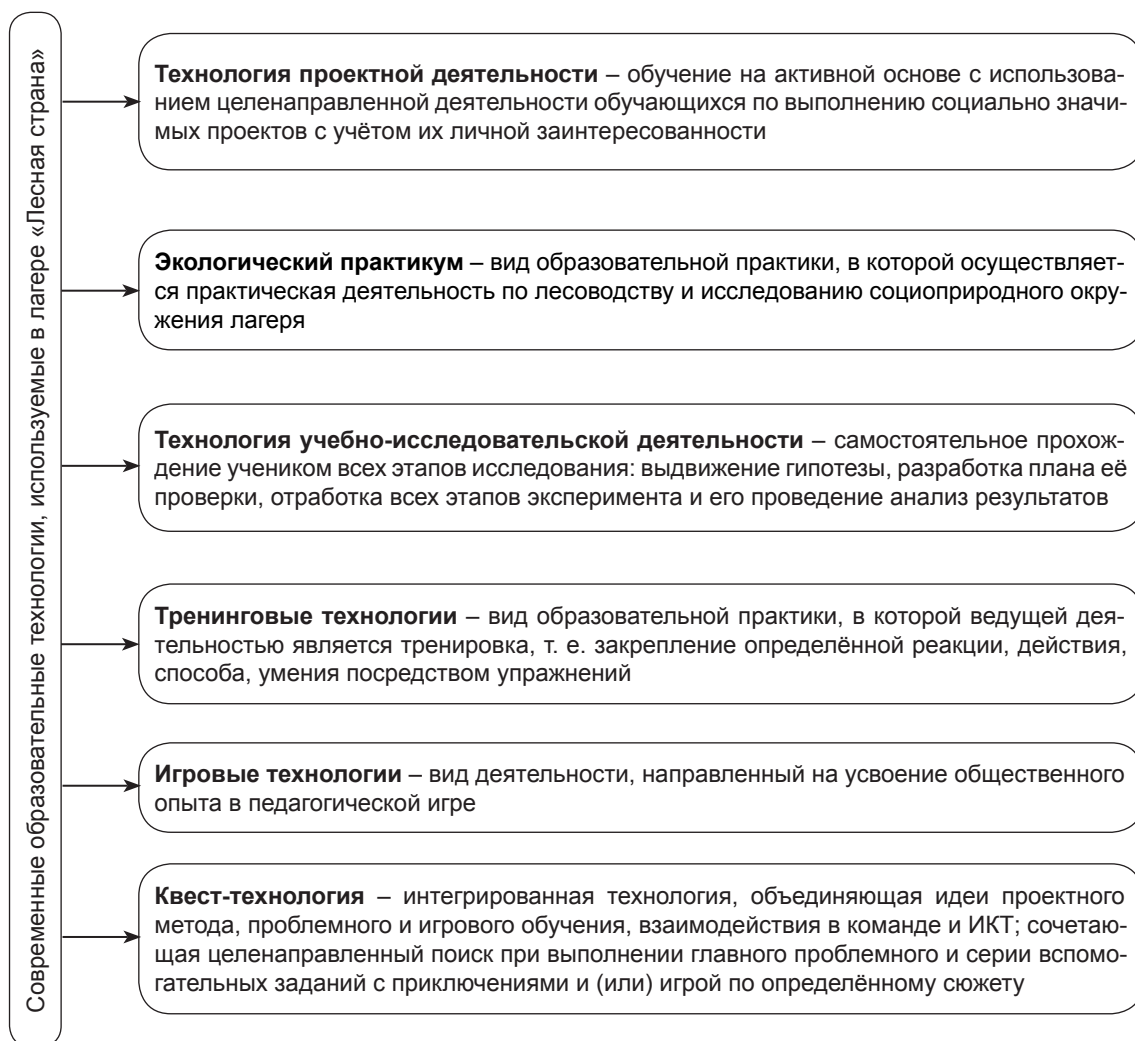 Современные образовательные технологии, используемые в лагере «Лесная страна»
Технология проектной деятельности – обучение на активной основе с использова-
нием целенаправленной деятельности обучающихся по выполнению социально значи-
мых проектов с учётом их личной заинтересованности
Экологический практикум – вид образовательной практики, в которой осуществляет-
ся практическая деятельность по лесоводству и исследованию социоприродного окру-
жения лагеря
Технология учебно-исследовательской деятельности – самостоятельное прохож-
дение учеником всех этапов исследования: выдвижение гипотезы, разработка плана её
проверки, отработка всех этапов эксперимента и его проведение анализ результатов
Тренинговые технологии – вид образовательной практики, в которой ведущей дея-
тельностью является тренировка, т. е. закрепление определённой реакции, действия,
способа, умения посредством упражнений
Игровые технологии – вид деятельности, направленный на усвоение общественного
опыта в педагогической игре
Квест-технология – интегрированная технология, объединяющая идеи проектного
метода, проблемного и игрового обучения, взаимодействия в команде и ИКТ; сочетаю-
щая целенаправленный поиск при выполнении главного проблемного и серии вспомо-
гательных заданий с приключениями и (или) игрой по определённому сюжету